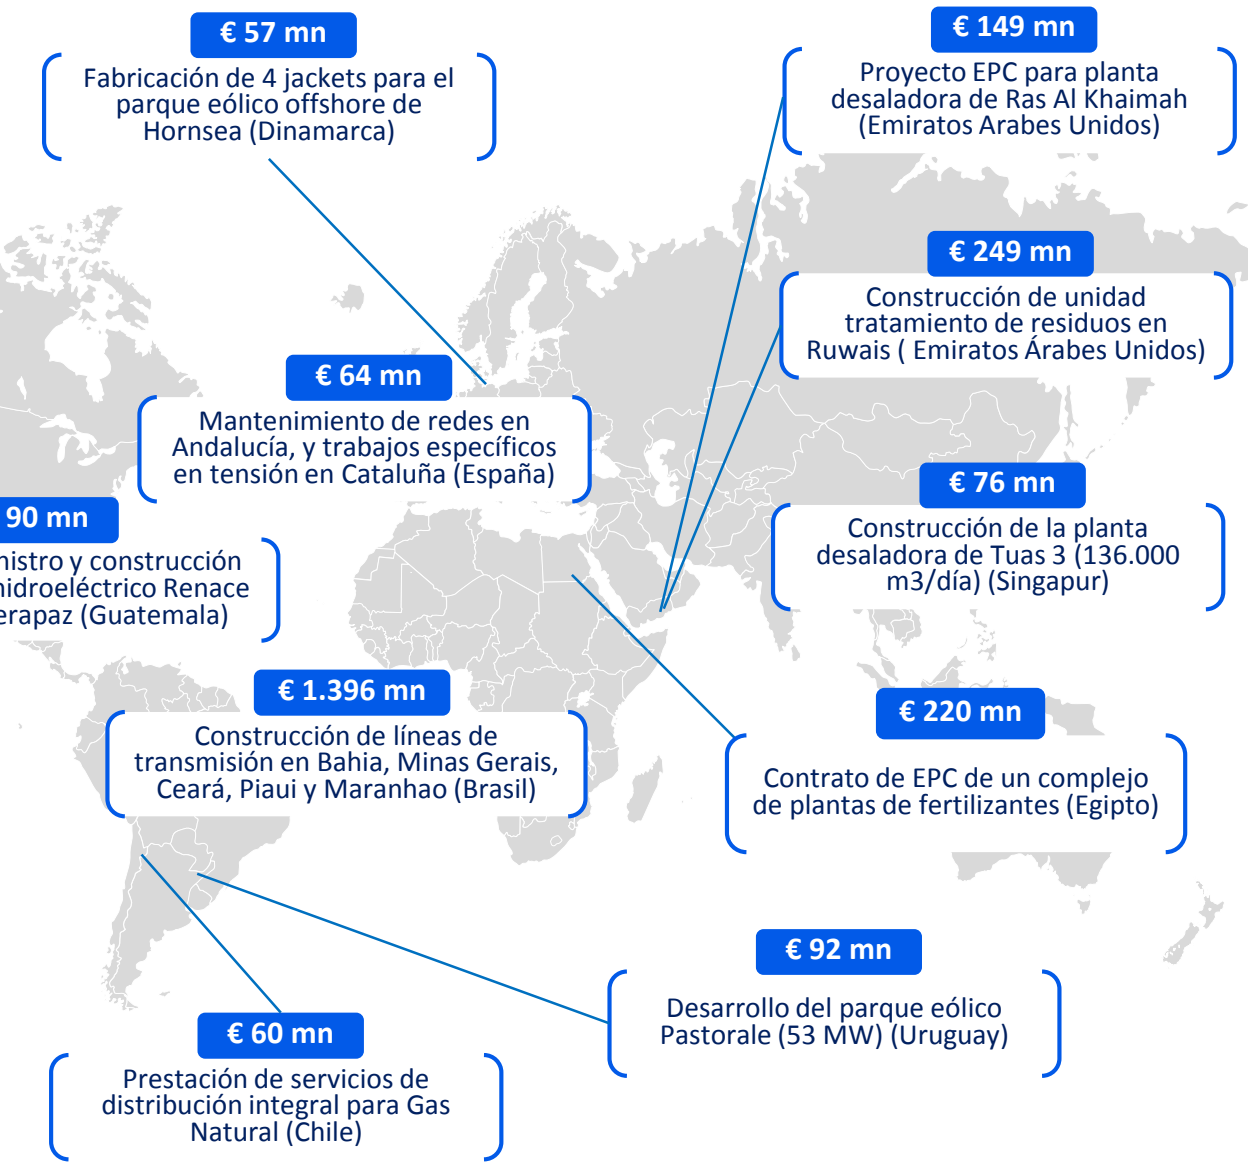 € 57 mn
Fabricación de 4 jackets para el
parque eólico offshore de
Hornsea (Dinamarca)
€ 149 mn
Proyecto EPC para planta
desaladora de Ras Al Khaimah
(Emiratos Arabes Unidos)
€ 249 mn
Construcción de unidad
tratamiento de residuos en
Ruwais ( Emiratos Árabes Unidos)
€ 64 mn
Mantenimiento de redes en
Andalucía, y trabajos específicos
en tensión en Cataluña (España)
€ 76 mn
Construcción de la planta
desaladora de Tuas 3 (136.000
m3/día) (Singapur)
90 mn
y construcción
hidroeléctrico Renace
(Guatemala)
€ 1.396 mn
Construcción de líneas de
transmisión en Bahia, Minas Gerais,
Ceará, Piaui y Maranhao (Brasil)
€ 220 mn
Contrato de EPC de un complejo
de plantas de fertilizantes (Egipto)
€ 92 mn
Desarrollo del parque eólico
Pastorale (53 MW) (Uruguay)
€ 60 mn
Prestación de servicios de
distribución integral para Gas
Natural (Chile)